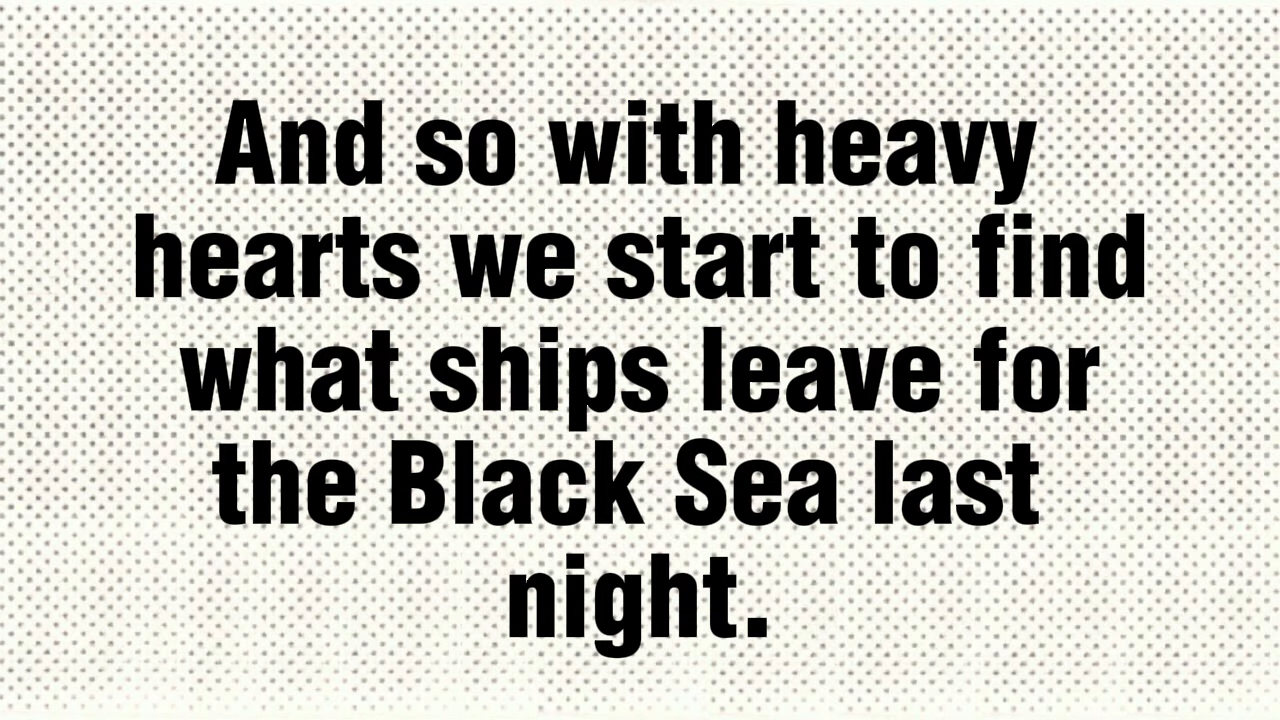 And so with heavy
hearts we start to find
what ships leave for
the Black Sea last
night.